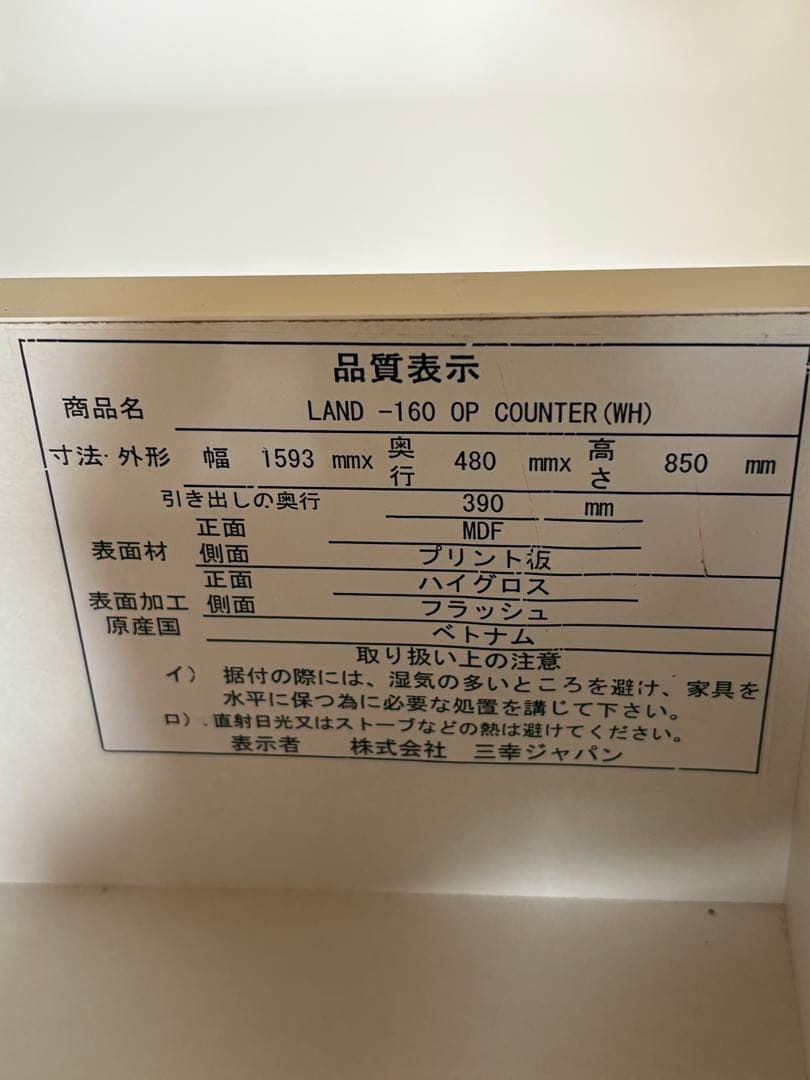 品質表示
商品名 LAND -160 OP COUNTER(WH)
寸法・外形 幅 1593 mmx 奥行 480 mmx 高さ 850 mm
引き出しの奥行 390 mm
表面材 正面 MDF
側面 プリント板
表面加工 正面 ハイグロス
側面 フラッシュ
原産国 ベトナム
取り扱い上の注意
イ) 据付の際には、湿気の多いところを避け、家具を
水平に保つ為に必要な処置を講じて下さい。
ロ).直射日光又はストーブなどの熱は避けてください。
表示者 株式会社 三幸ジャパン